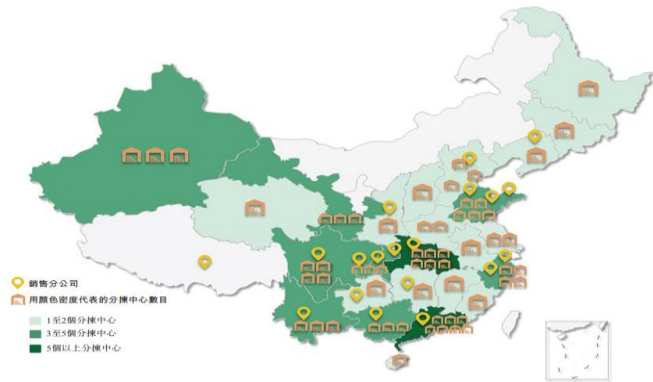 銷售分公司
用顏色密度代表的分揀中心數目
1至2個分揀中心
3至5個分揀中心
5個以上分揀中心